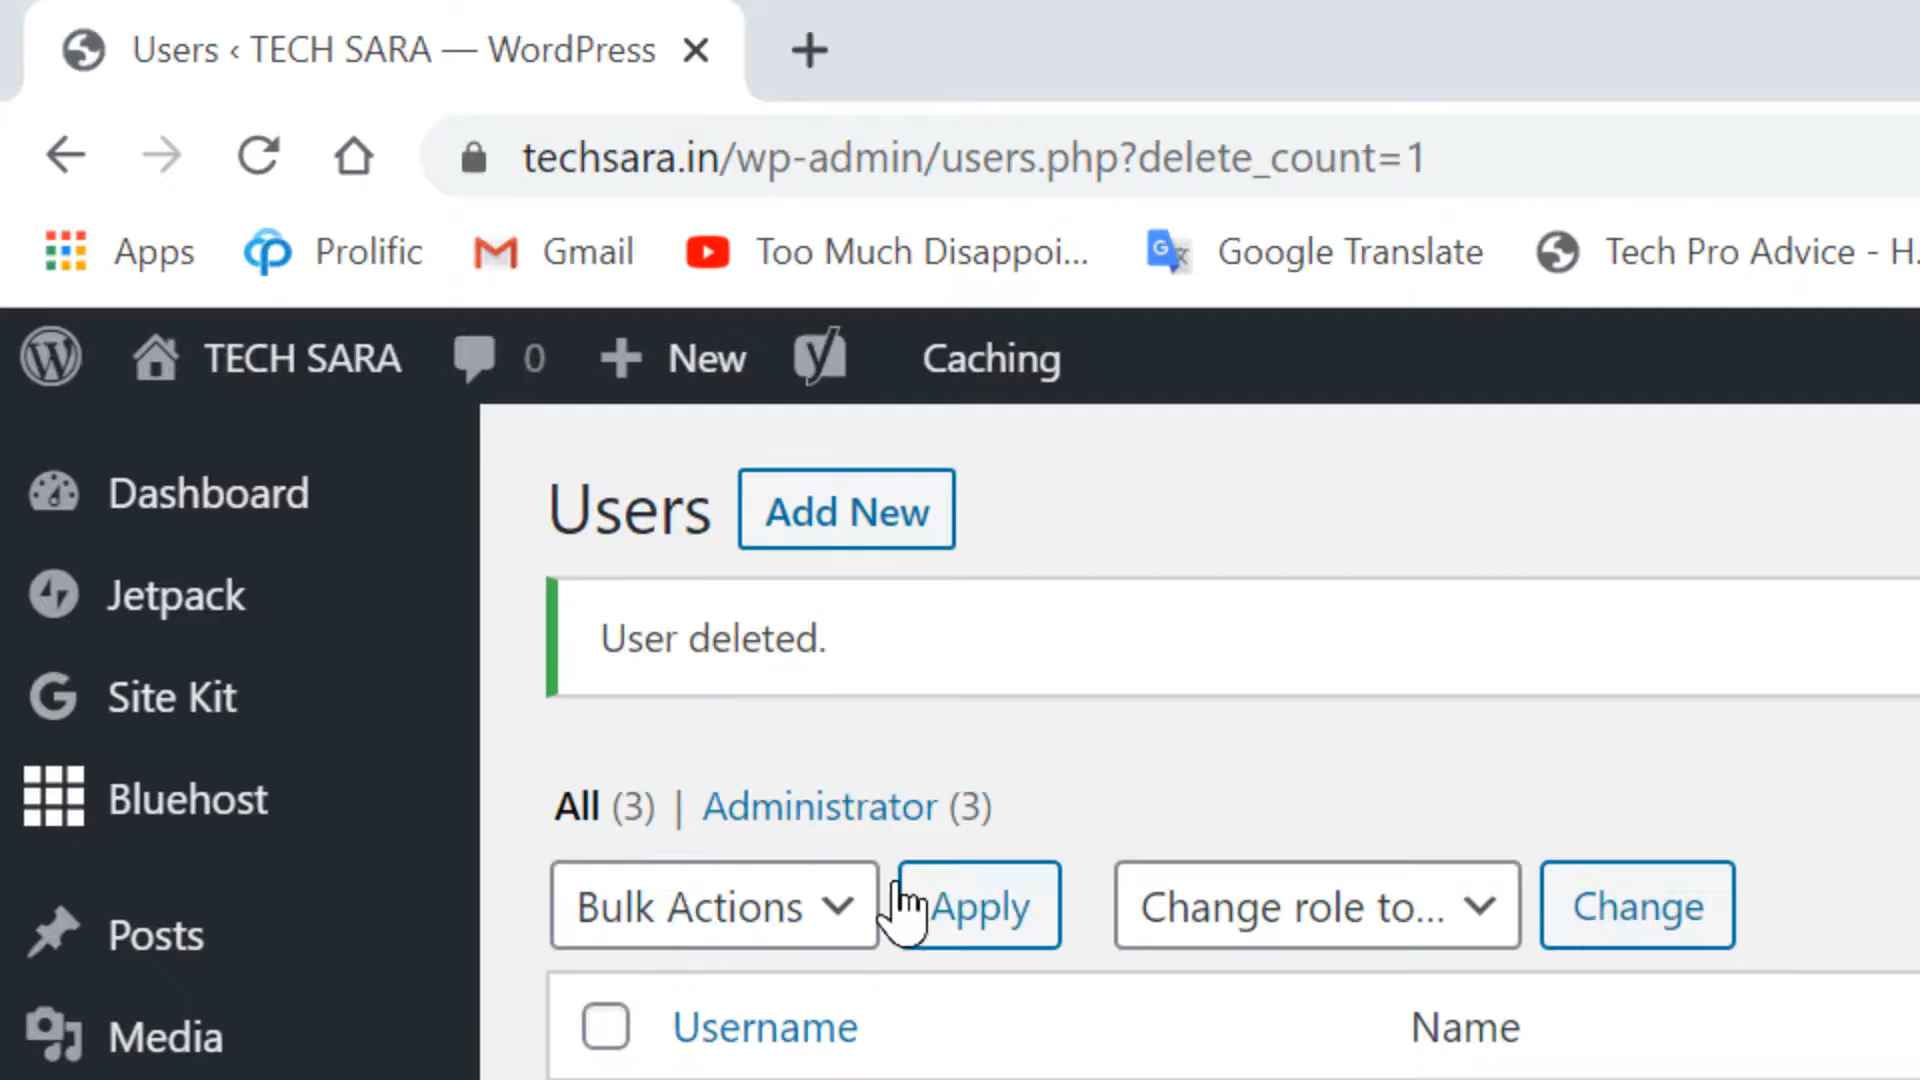 Users ‹ TECH SARA — WordPress
techsara.in/wp-admin/users.php?delete_count=1
Apps Prolific Gmail Too Much Disappoi... Google Translate Tech Pro Advice - H.
TECH SARA 0 New Caching
Dashboard
Users Add New
Jetpack
User deleted.
Site Kit
Bluehost
All (3) | Administrator (3)
Bulk Actions Apply Change role to... Change
Posts
Username Name
Media